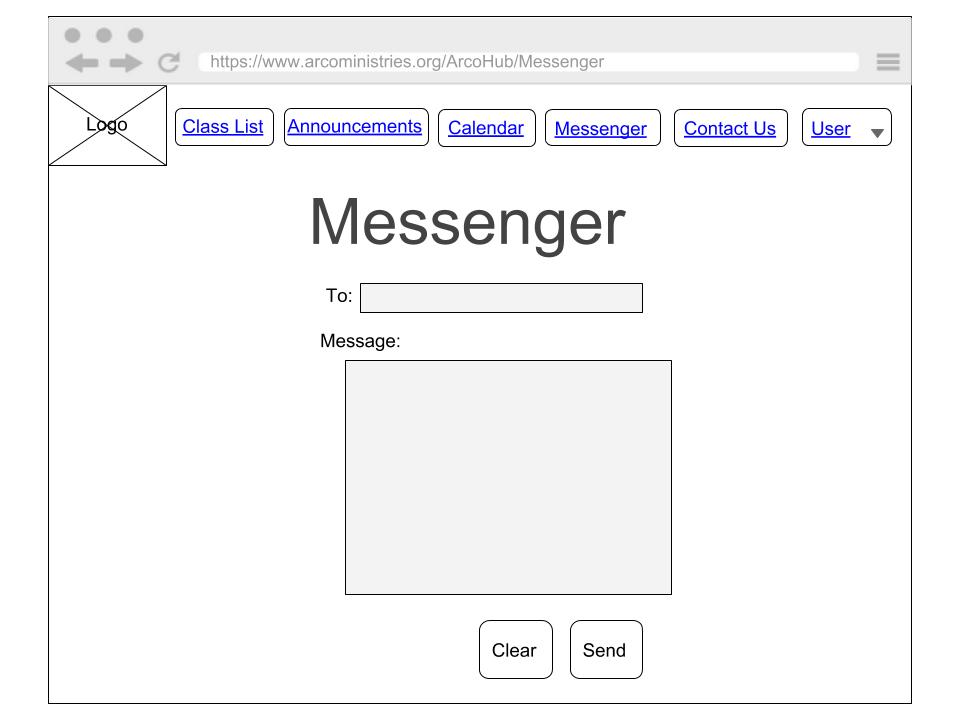 https://www.arcoministries.org/ArcoHub/Messenger
Logo
Class List
Announcements
Calendar
Messenger
Contact Us
User
Messenger
To:
Message:
Clear
Send